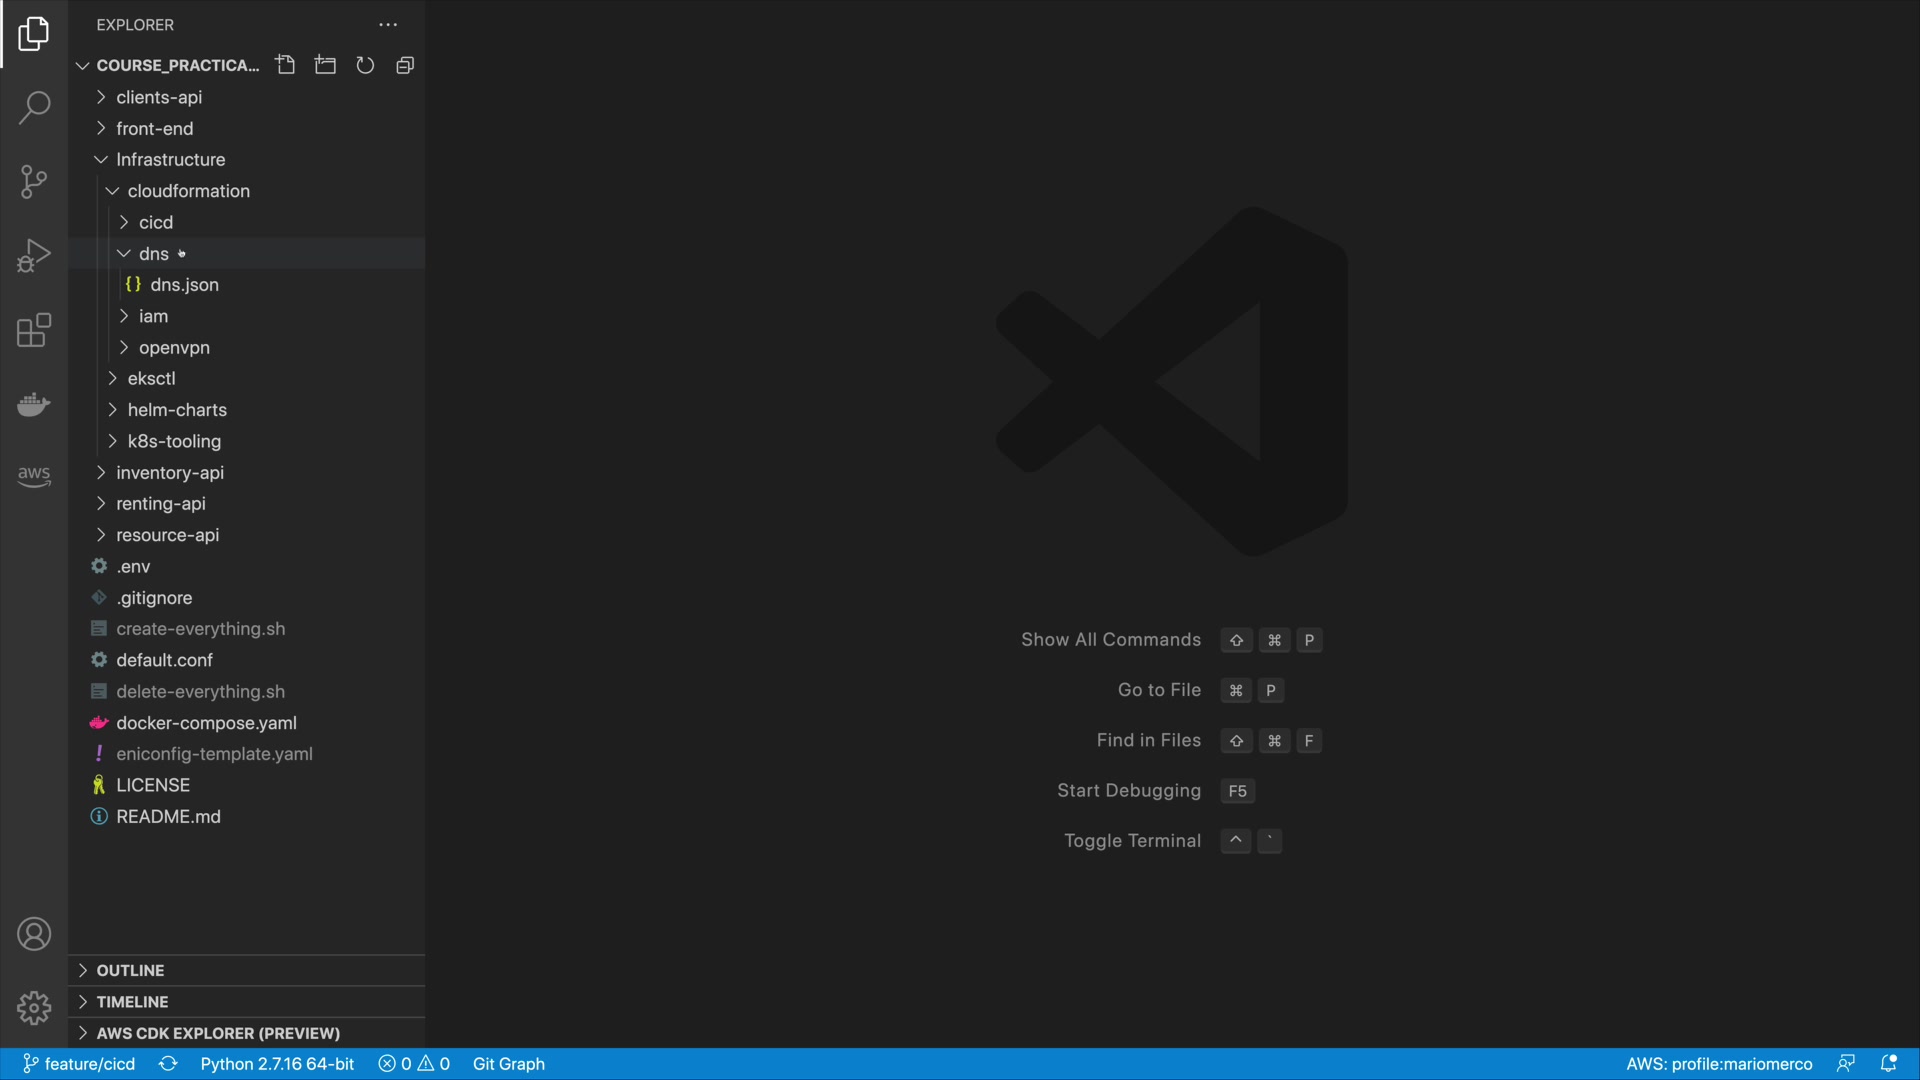 EXPLORER
COURSE_PRACTICA...
clients-api
front-end
Infrastructure
cloudformation
cicd
dns
{} dns.json
iam
openvpn
eksctl
helm-charts
k8s-tooling
aws
inventory-api
renting-api
resource-api
.env
.gitignore
create-everything.sh
default.conf
delete-everything.sh
docker-compose.yaml
! eniconfig-template.yaml
LICENSE
README.md
OUTLINE
TIMELINE
AWS CDK EXPLORER (PREVIEW)
Show All Commands ⇧ ⌘ P
Go to File ⌘ P
Find in Files ⇧ ⌘ F
Start Debugging F5
Toggle Terminal ^ `
feature/cicd Python 2.7.16 64-bit 0 0 Git Graph AWS: profile:mariomerco